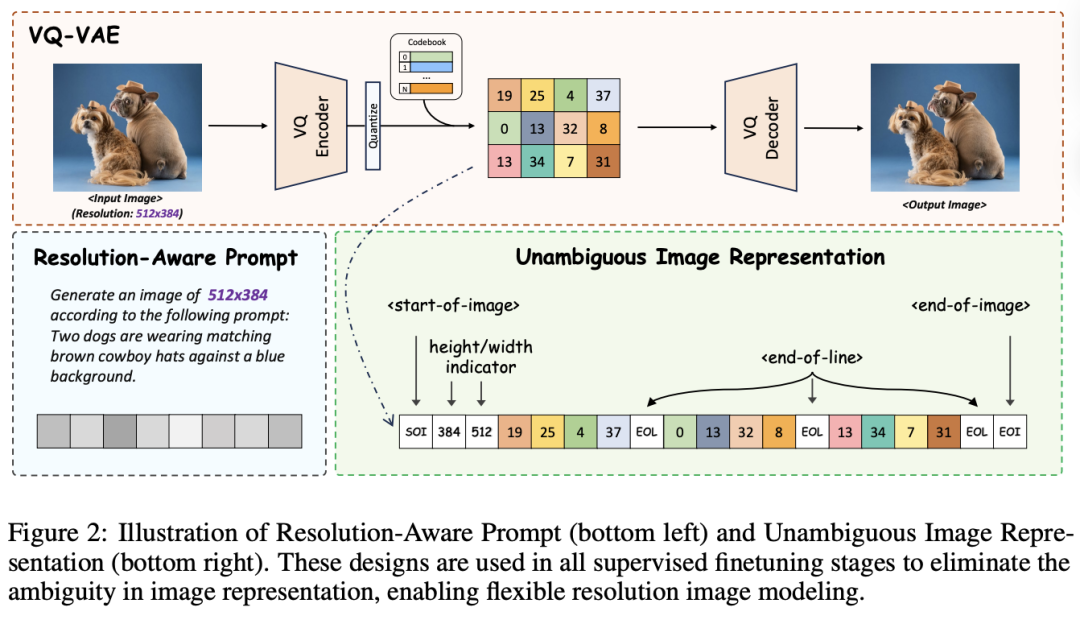 VQ-VAE
<Input Image>
(Resolution: 512x384)
VQ
Encoder
Quantize
Codebook
0
1
...
N
19 25 4 37
0 13 32 8
13 34 7 31
VQ
Decoder
<Output Image>
Resolution-Aware Prompt
Generate an image of 512x384
according to the following prompt:
Two dogs are wearing matching
brown cowboy hats against a blue
background.
Unambiguous Image Representation
<start-of-image>
<end-of-image>
height/width
indicator
<end-of-line>
SOI 384 512 19 25 4 37 EOL 0 13 32 8 EOL 13 34 7 31 EOL EOI
Figure 2: Illustration of Resolution-Aware Prompt (bottom left) and Unambiguous Image Repre-
sentation (bottom right). These designs are used in all supervised finetuning stages to eliminate the
ambiguity in image representation, enabling flexible resolution image modeling.